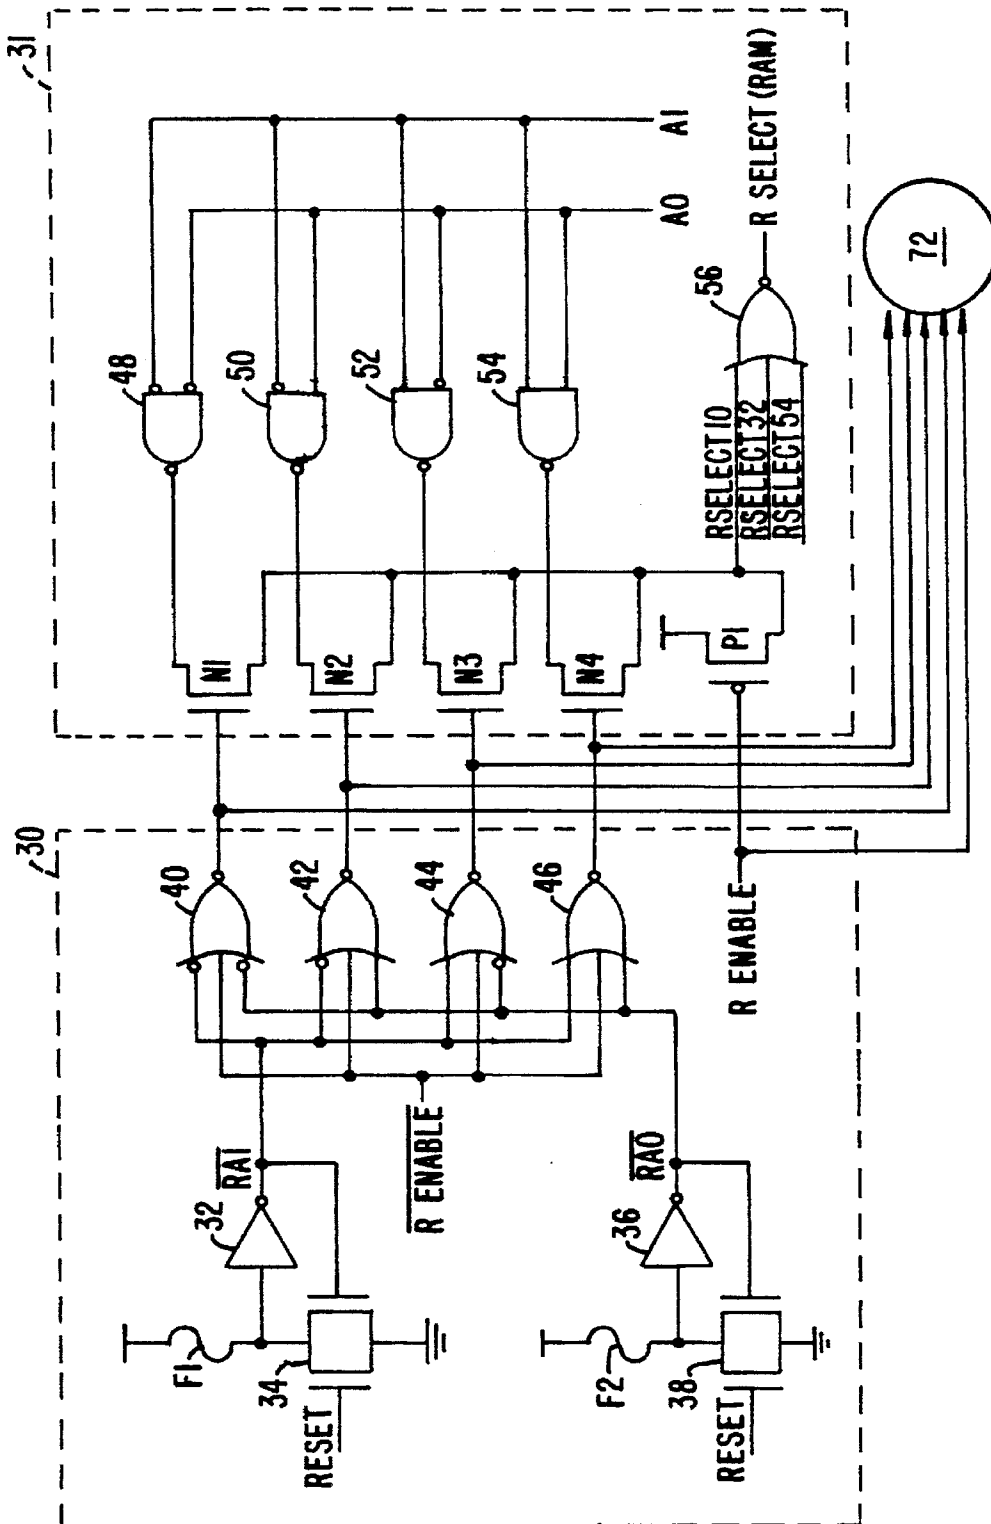 30
31
F1
34
RESET
32
RA1
R ENABLE
F2
38
RESET
36
RA0
40
42
44
46
R ENABLE
N1
N2
N3
N4
P1
48
50
52
54
A0
A1
RSELECT10
RSELECT32
RSELECT54
56
R SELECT (RAM)
72